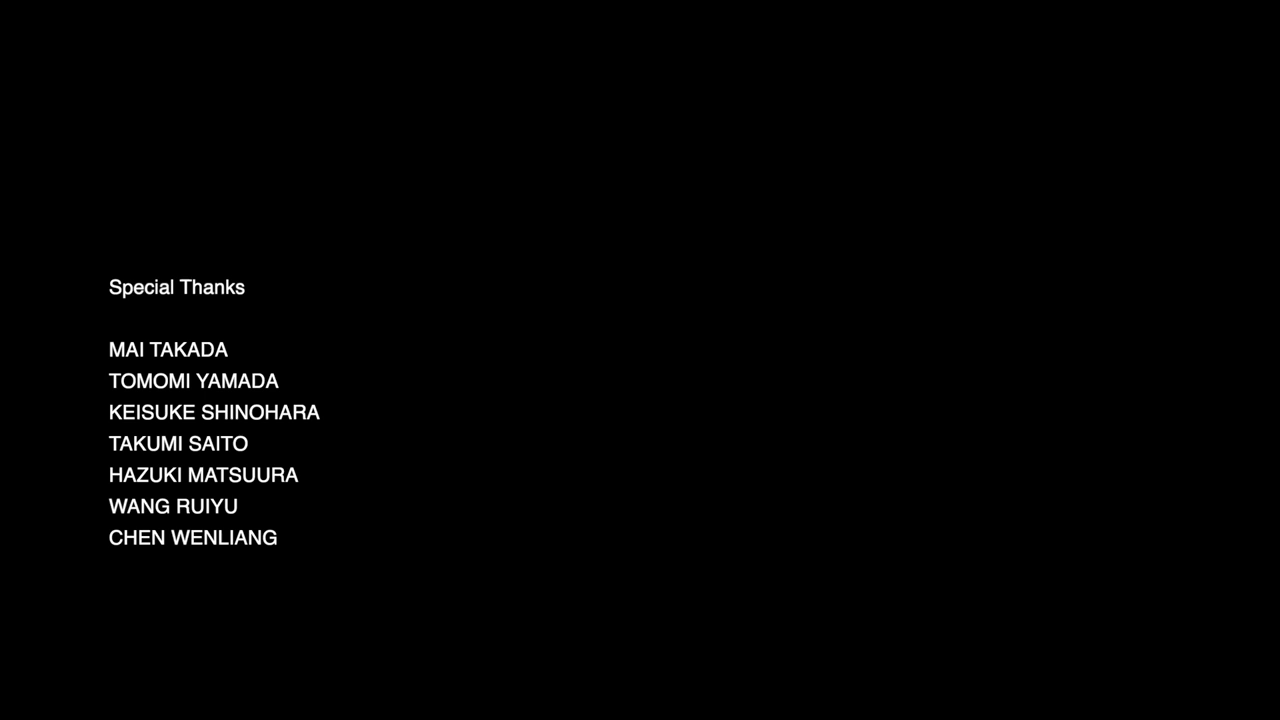 Special Thanks
MAI TAKADA
TOMOMI YAMADA
KEISUKE SHINOHARA
TAKUMI SAITO
HAZUKI MATSUURA
WANG RUIYU
CHEN WENLIANG